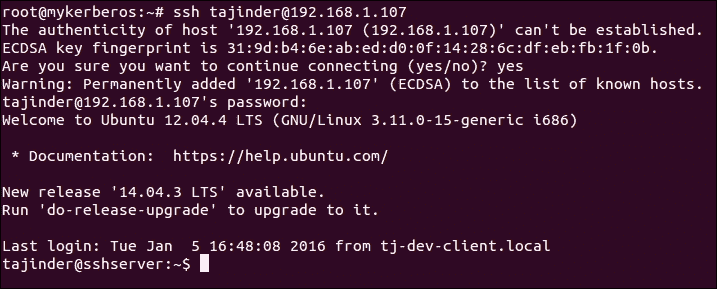 root@mykerberos:~# ssh tajinder@192.168.1.107
The authenticity of host '192.168.1.107 (192.168.1.107)' can't be established.
ECDSA key fingerprint is 31:9d:b4:6e:ab:ed:d0:0f:14:28:6c:df:eb:fb:1f:0b.
Are you sure you want to continue connecting (yes/no)? yes
Warning: Permanently added '192.168.1.107' (ECDSA) to the list of known hosts.
tajinder@192.168.1.107's password:
Welcome to Ubuntu 12.04.4 LTS (GNU/Linux 3.11.0-15-generic i686)
* Documentation:  https://help.ubuntu.com/
New release '14.04.3 LTS' available.
Run 'do-release-upgrade' to upgrade to it.
Last login: Tue Jan  5 16:48:08 2016 from tj-dev-client.local
tajinder@sshserver:~$